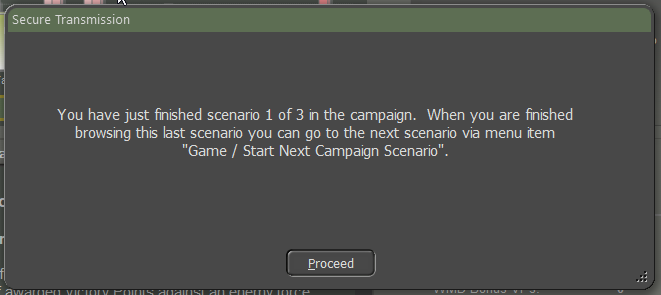 Secure Transmission
You have just finished scenario 1 of 3 in the campaign.  When you are finished
browsing this last scenario you can go to the next scenario via menu item
"Game / Start Next Campaign Scenario".
Proceed